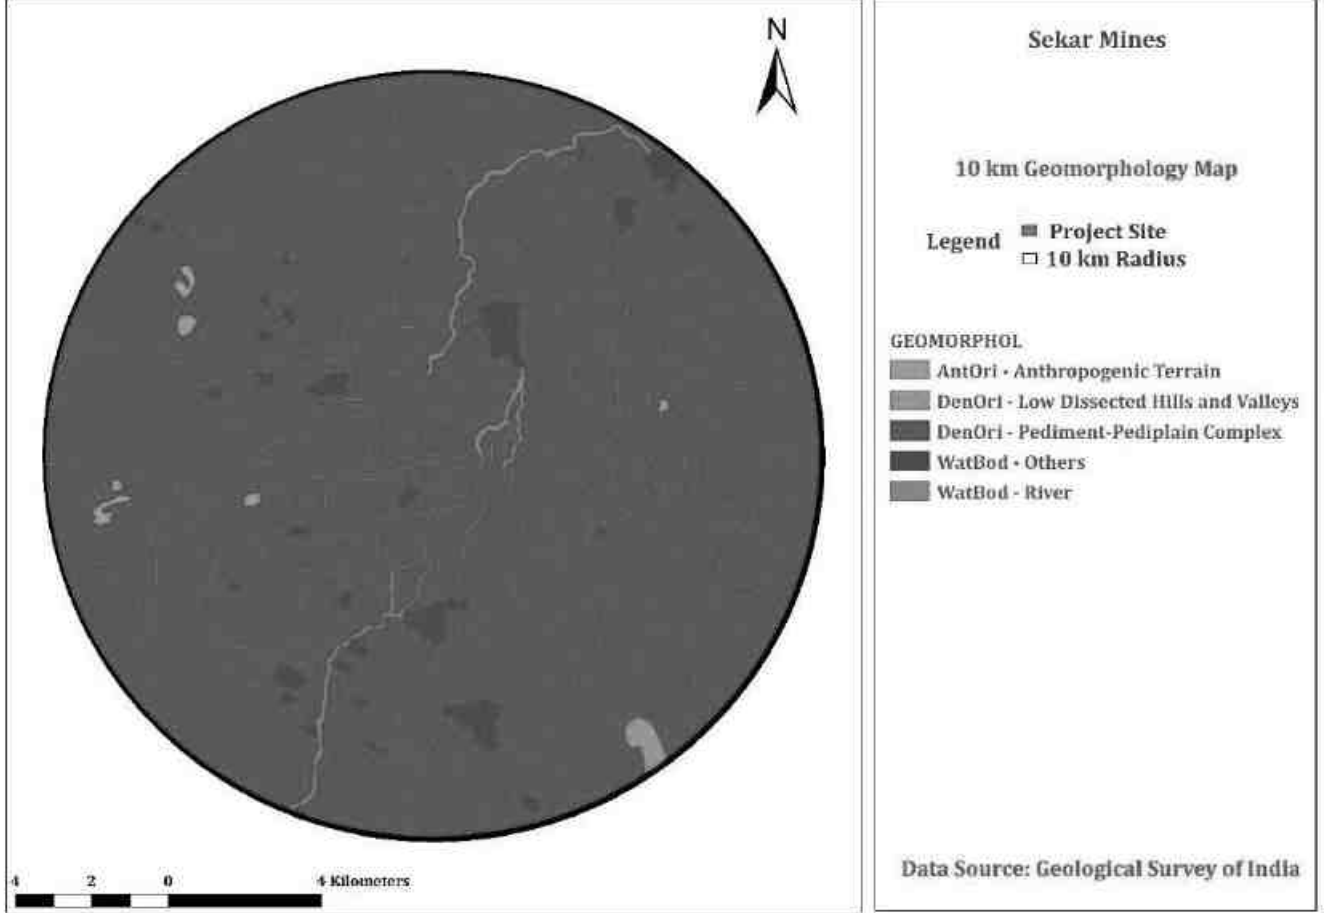 N
Sekar Mines
10 km Geomorphology Map
Legend
Project Site
10 km Radius
GEOMORPHOL
AntOri - Anthropogenic Terrain
DenOri - Low Dissected Hills and Valleys
DenOri - Pediment-Pediplain Complex
WatBod - Others
WatBod - River
Data Source: Geological Survey of India
4 2 0 4 Kilometers